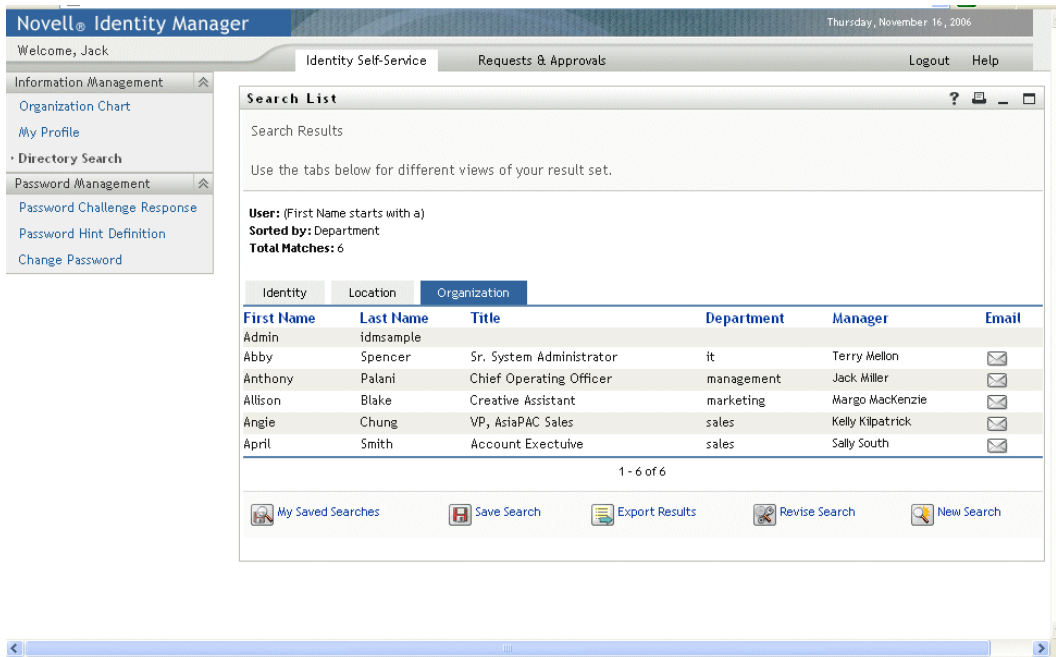 Novell® Identity Manager
Thursday, November 16, 2006
Welcome, Jack
Identity Self-Service Requests & Approvals Logout Help
Information Management
Organization Chart
My Profile
Directory Search
Password Management
Password Challenge Response
Password Hint Definition
Change Password
Search List ?
Search Results
Use the tabs below for different views of your result set.
User: (First Name starts with a)
Sorted by: Department
Total Matches: 6
Identity Location Organization
First Name Last Name Title Department Manager Email
Admin idmsample
Abby Spencer Sr. System Administrator it Terry Mellon
Anthony Palani Chief Operating Officer management Jack Miller
Allison Blake Creative Assistant marketing Margo MacKenzie
Angie Chung VP, AsiaPAC Sales sales Kelly Kilpatrick
April Smith Account Exectuive sales Sally South
1 - 6 of 6
My Saved Searches Save Search Export Results Revise Search New Search